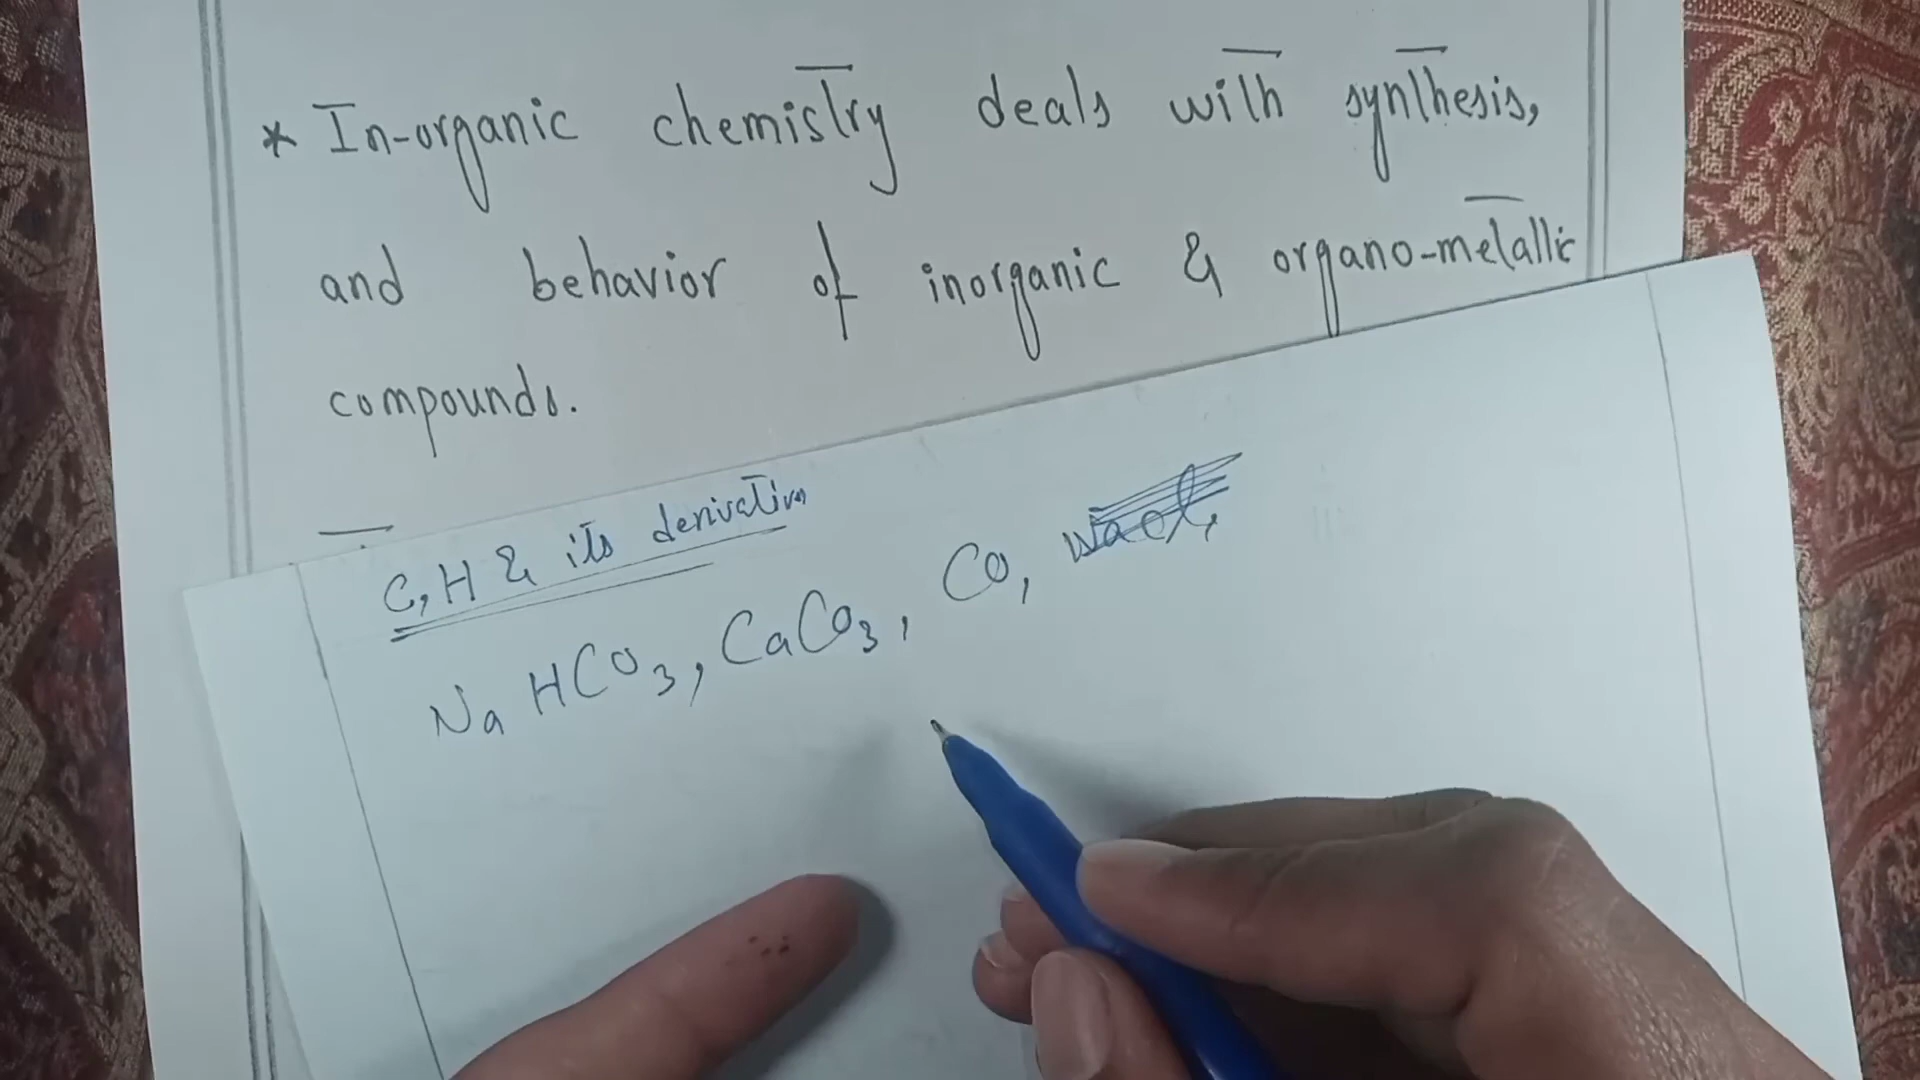 * In-organic chemistry deals with synthesis,
and behavior of inorganic & organo-metallic
compounds.
C, H & its derivative
NaHCO3, CaCO3, CO,